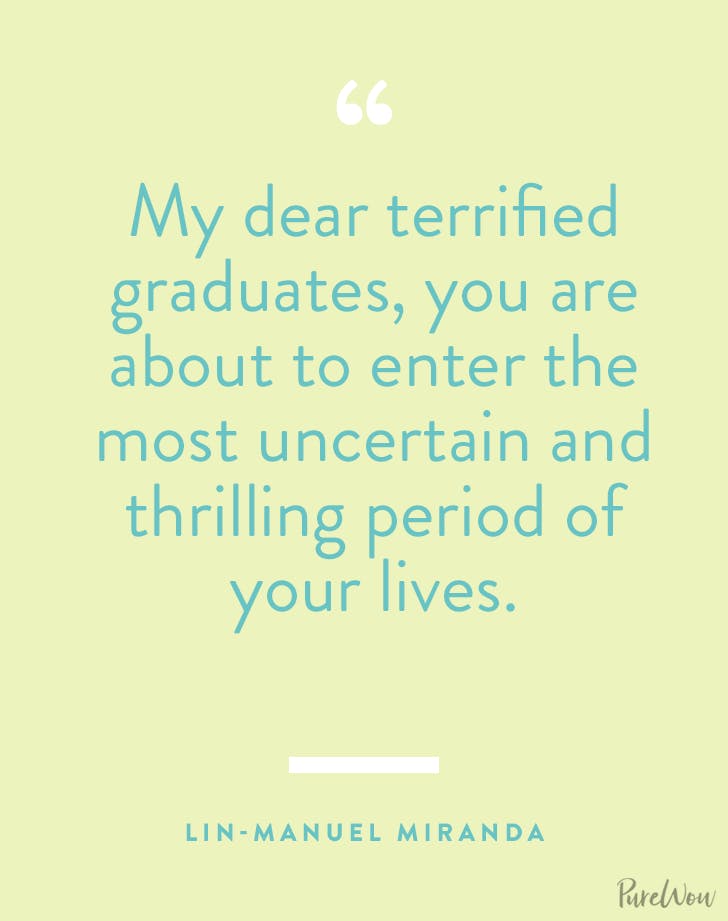 “
My dear terrified
graduates, you are
about to enter the
most uncertain and
thrilling period of
your lives.
LIN-MANUEL MIRANDA
PureWow